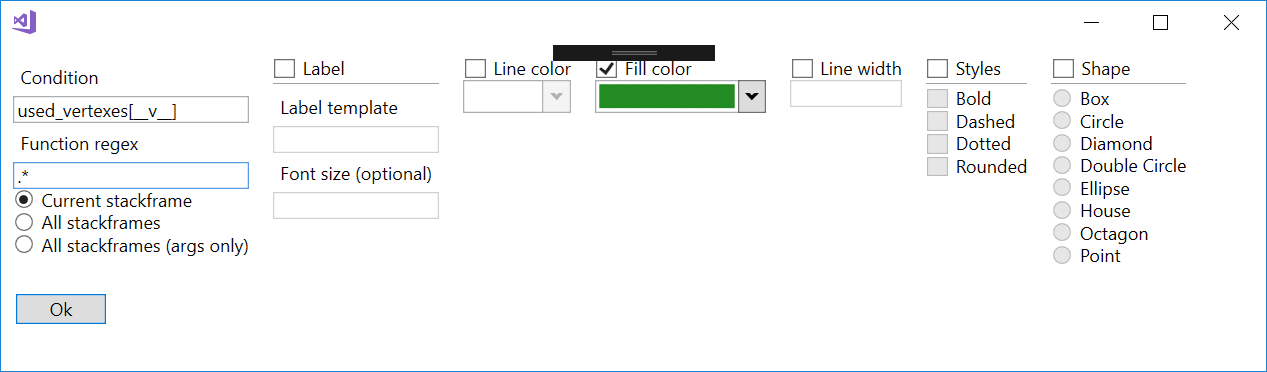 Condition
used_vertexes[__v__]
Function regex
.*
Current stackframe
All stackframes
All stackframes (args only)
Ok
Label
Label template
Font size (optional)
Line color
Fill color
Line width
Styles
Bold
Dashed
Dotted
Rounded
Shape
Box
Circle
Diamond
Double Circle
Ellipse
House
Octagon
Point